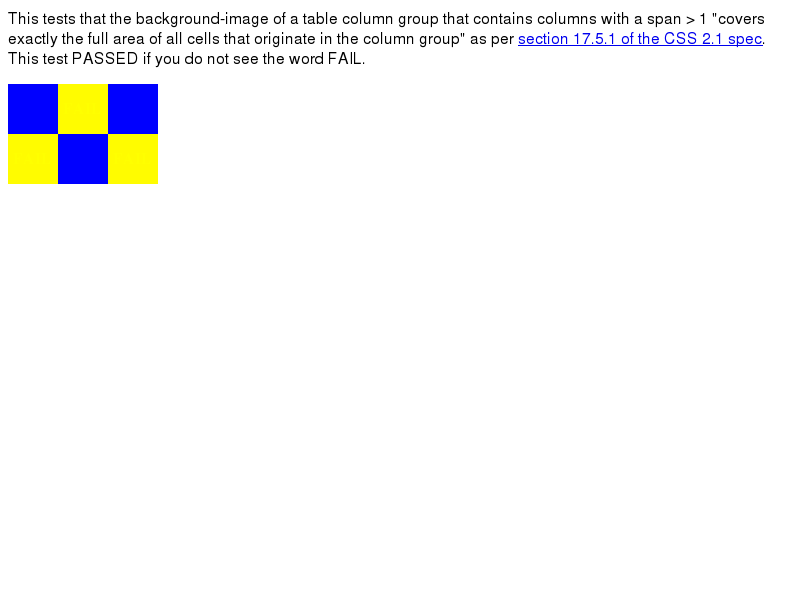 This tests that the background-image of a table column group that contains columns with a span > 1 "covers
exactly the full area of all cells that originate in the column group" as per section 17.5.1 of the CSS 2.1 spec.
This test PASSED if you do not see the word FAIL.